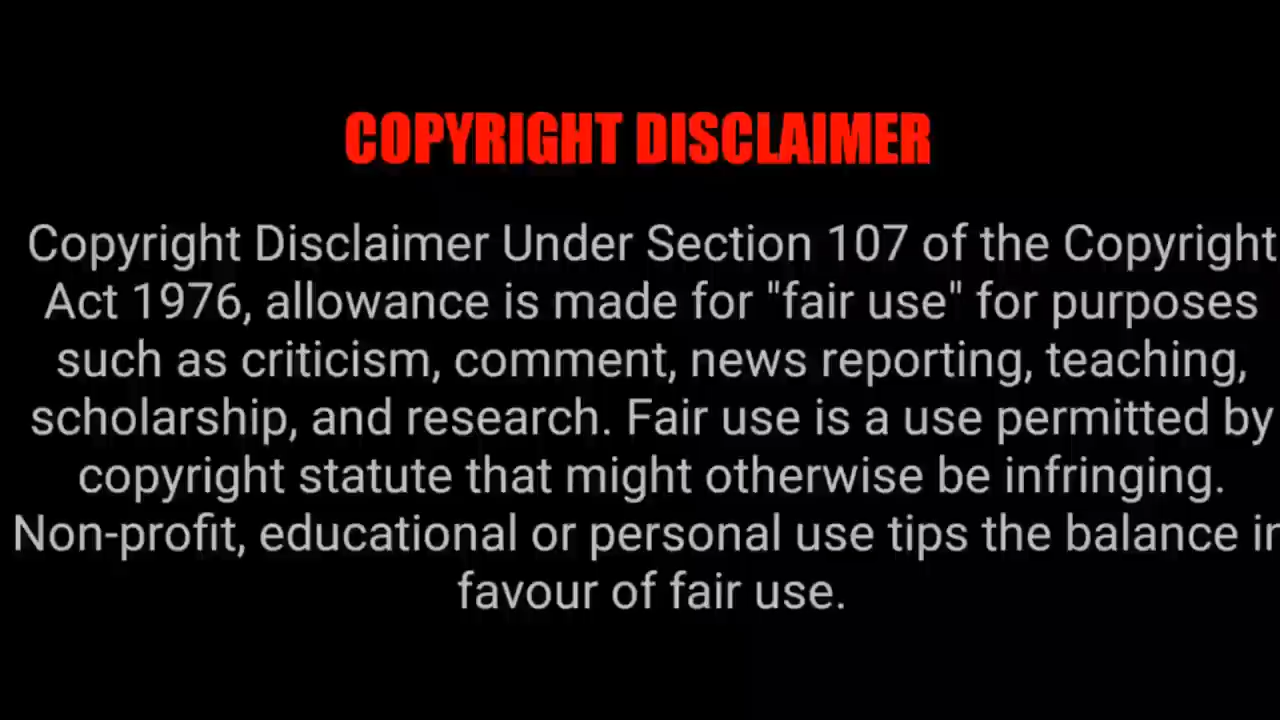 COPYRIGHT DISCLAIMER
Copyright Disclaimer Under Section 107 of the Copyright
Act 1976, allowance is made for "fair use" for purposes
such as criticism, comment, news reporting, teaching,
scholarship, and research. Fair use is a use permitted by
copyright statute that might otherwise be infringing.
Non-profit, educational or personal use tips the balance in
favour of fair use.